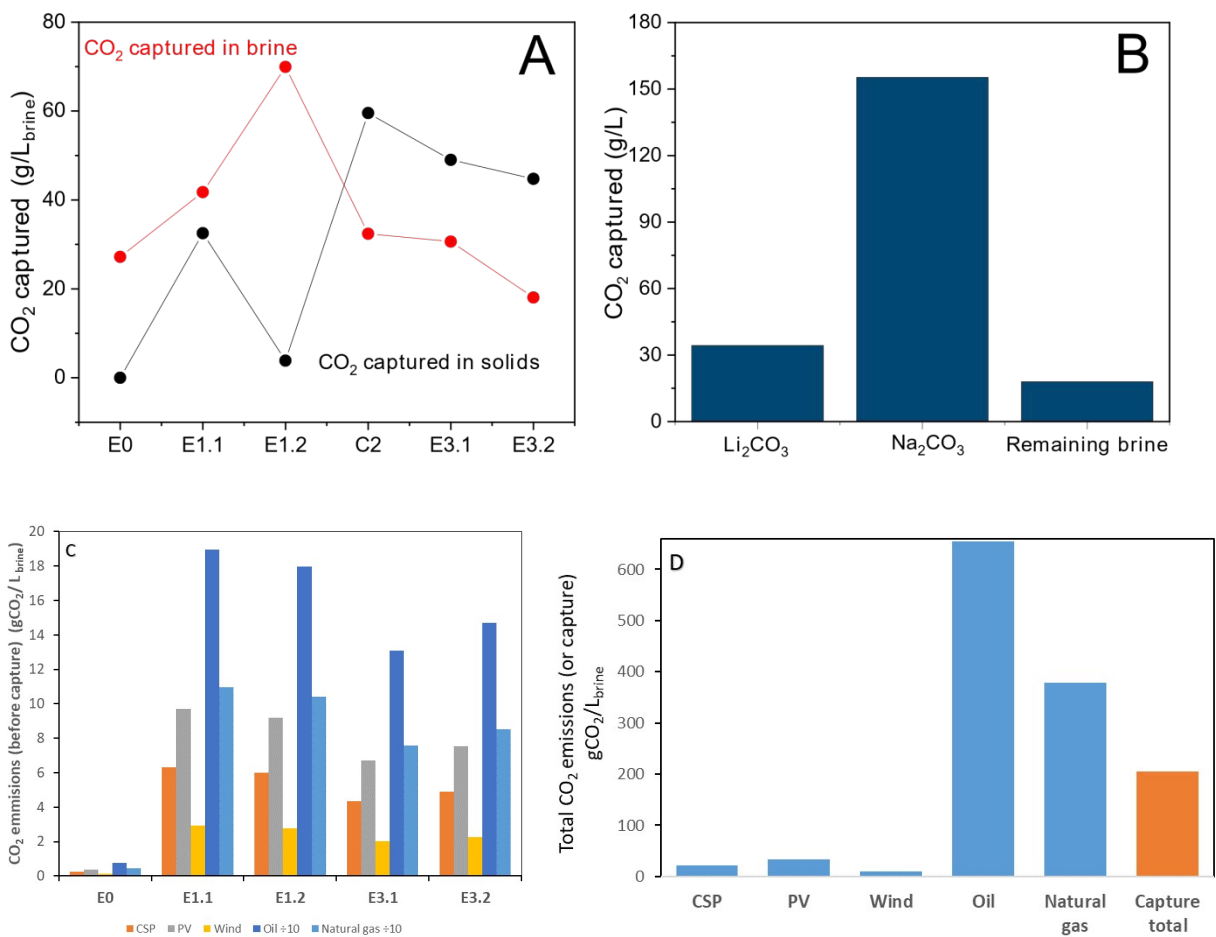 A
CO₂ captured in brine
CO₂ captured in solids
CO₂ captured (g/L_brine)
80
60
40
20
0
E0 E1.1 E1.2 C2 E3.1 E3.2
B
CO₂ captured (g/L)
180
150
120
90
60
30
0
Li₂CO₃ Na₂CO₃ Remaining brine
C
CO₂ emmisions (before capture) (gCO₂/ L_brine)
20
18
16
14
12
10
8
6
4
2
0
E0 E1.1 E1.2 E3.1 E3.2
CSP PV Wind Oil ÷10 Natural gas ÷10
D
Total CO₂ emissions (or capture)
gCO₂/L_brine
600
500
400
300
200
100
0
CSP PV Wind Oil Natural gas Capture total